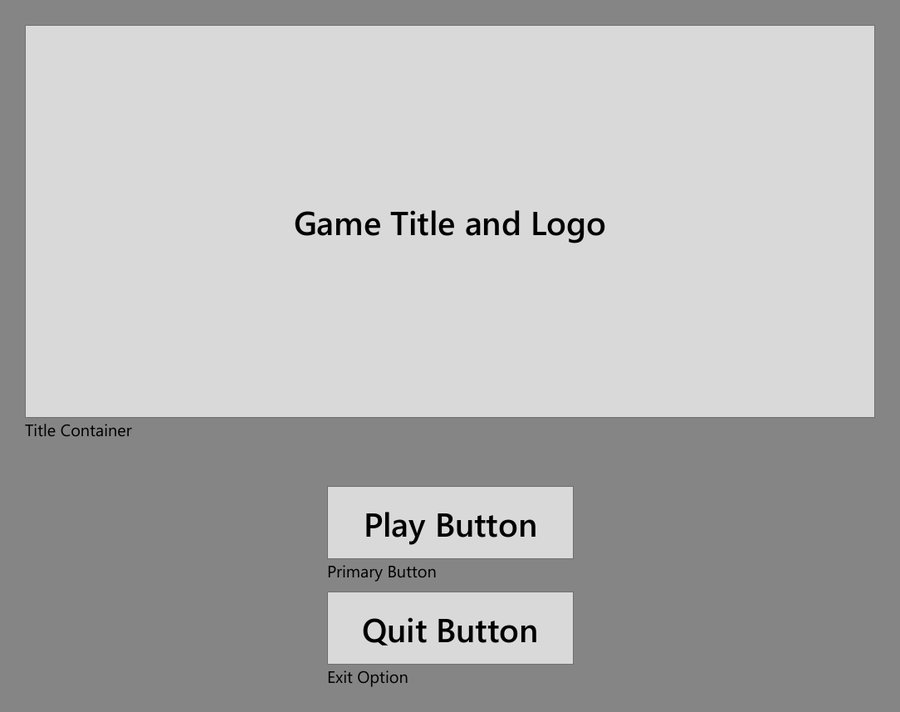 Game Title and Logo
Title Container
Play Button
Primary Button
Quit Button
Exit Option